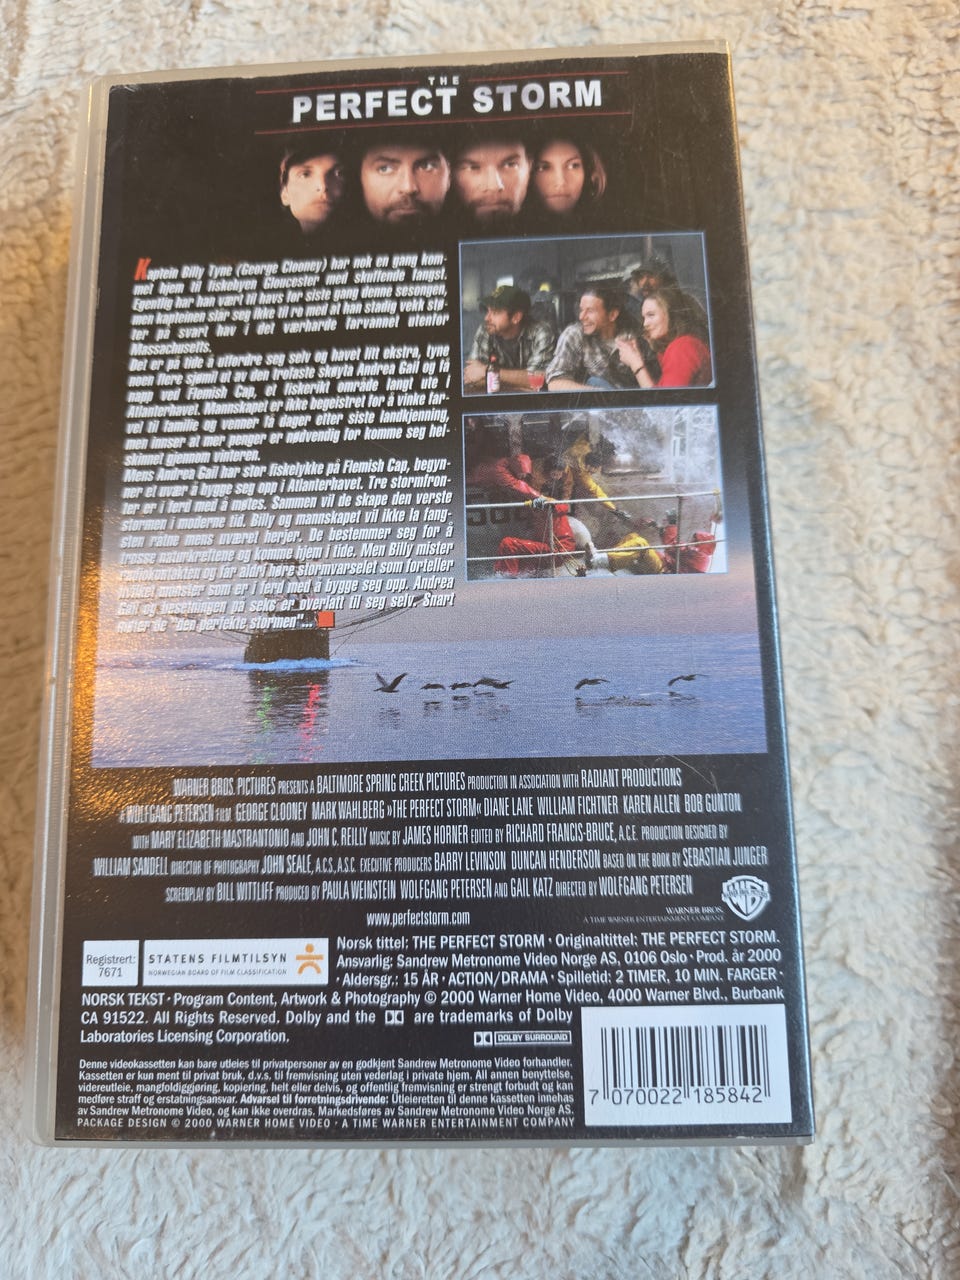 THE
PERFECT STORM
Kaptein Billy Tyne (George Clooney) har nok en gang kom-
met hjem til fiskebyen Gloucester med skuffende fangst.
Egentlig har han vært til havs for siste gang denne sesongen,
men kapteinen slår seg ikke til ro med at han stadig vekk stø-
ter på svart hav i det værharde farvannet utenfor
Massachusetts.
Det er på tide å utfordre seg selv og havet litt ekstra, tyne
noen flere sjømil ut av den trofaste skøyta Andrea Gail og få
napp ved Flemish Cap, et fiskerikt område langt ute i
Atlanterhavet. Mannskapet er ikke begeistret for å vinke far-
vel til familie og venner få dager etter siste landkjenning,
men innser at mer penger er nødvendig for komme seg hel-
skinnet gjennom vinteren.
Mens Andrea Gail har stor fiskelykke på Flemish Cap, begyn-
ner et uvær å bygge seg opp i Atlanterhavet. Tre stormfron-
ter er i ferd med å møtes. Sammen vil de skape den verste
stormen i moderne tid. Billy og mannskapet vil ikke la fang-
sten råtne mens uværet herjer. De bestemmer seg for å
trosse naturkreftene og komme hjem i tide. Men Billy mister
radiokontakten og får aldri høre stormvarselet som forteller
hvilket monster som er i ferd med å bygge seg opp. Andrea
Gail og besetningen på seks er overlatt til seg selv. Snart
møter de "den perfekte stormen"...
WARNER BROS. PICTURES PRESENTS A BALTIMORE SPRING CREEK PICTURES PRODUCTION IN ASSOCIATION WITH RADIANT PRODUCTIONS
A WOLFGANG PETERSEN FILM GEORGE CLOONEY MARK WAHLBERG »THE PERFECT STORM« DIANE LANE WILLIAM FICHTNER KAREN ALLEN BOB GUNTON
WITH MARY ELIZABETH MASTRANTONIO AND JOHN C. REILLY MUSIC BY JAMES HORNER EDITED BY RICHARD FRANCIS-BRUCE, A.C.E. PRODUCTION DESIGNED BY
WILLIAM SANDELL DIRECTOR OF PHOTOGRAPHY JOHN SEALE, A.C.S., A.S.C. EXECUTIVE PRODUCERS BARRY LEVINSON DUNCAN HENDERSON BASED ON THE BOOK BY SEBASTIAN JUNGER
SCREENPLAY BY BILL WITTLIFF PRODUCED BY PAULA WEINSTEIN WOLFGANG PETERSEN AND GAIL KATZ DIRECTED BY WOLFGANG PETERSEN
www.perfectstorm.com
WARNER BROS.
A TIME WARNER ENTERTAINMENT COMPANY
Registrert:
7671
STATENS FILMTILSYN
NORWEGIAN BOARD OF FILM CLASSIFICATION
Norsk tittel: THE PERFECT STORM · Originaltittel: THE PERFECT STORM.
Ansvarlig: Sandrew Metronome Video Norge AS, 0106 Oslo · Prod. år 2000
· Aldersgr.: 15 ÅR · ACTION/DRAMA · Spilletid: 2 TIMER, 10 MIN. FARGER ·
NORSK TEKST · Program Content, Artwork & Photography © 2000 Warner Home Video, 4000 Warner Blvd., Burbank
CA 91522. All Rights Reserved. Dolby and the are trademarks of Dolby
Laboratories Licensing Corporation.
DOLBY SURROUND
Denne videokassetten kan bare utleies til privatpersoner av en godkjent Sandrew Metronome Video forhandler.
Kassetten er kun ment til privat bruk, d.v.s. til fremvisning uten vederlag i private hjem. All annen benyttelse,
videreutleie, mangfoldiggjøring, kopiering, helt eller delvis, og offentlig fremvisning er strengt forbudt og kan
medføre straff og erstatningsansvar. Advarsel til forretningsdrivende: Utleieretten til denne kassetten innehas
av Sandrew Metronome Video, og kan ikke overdras. Markedsføres av Sandrew Metronome Video Norge AS.
PACKAGE DESIGN © 2000 WARNER HOME VIDEO · A TIME WARNER ENTERTAINMENT COMPANY
7 070022 185842